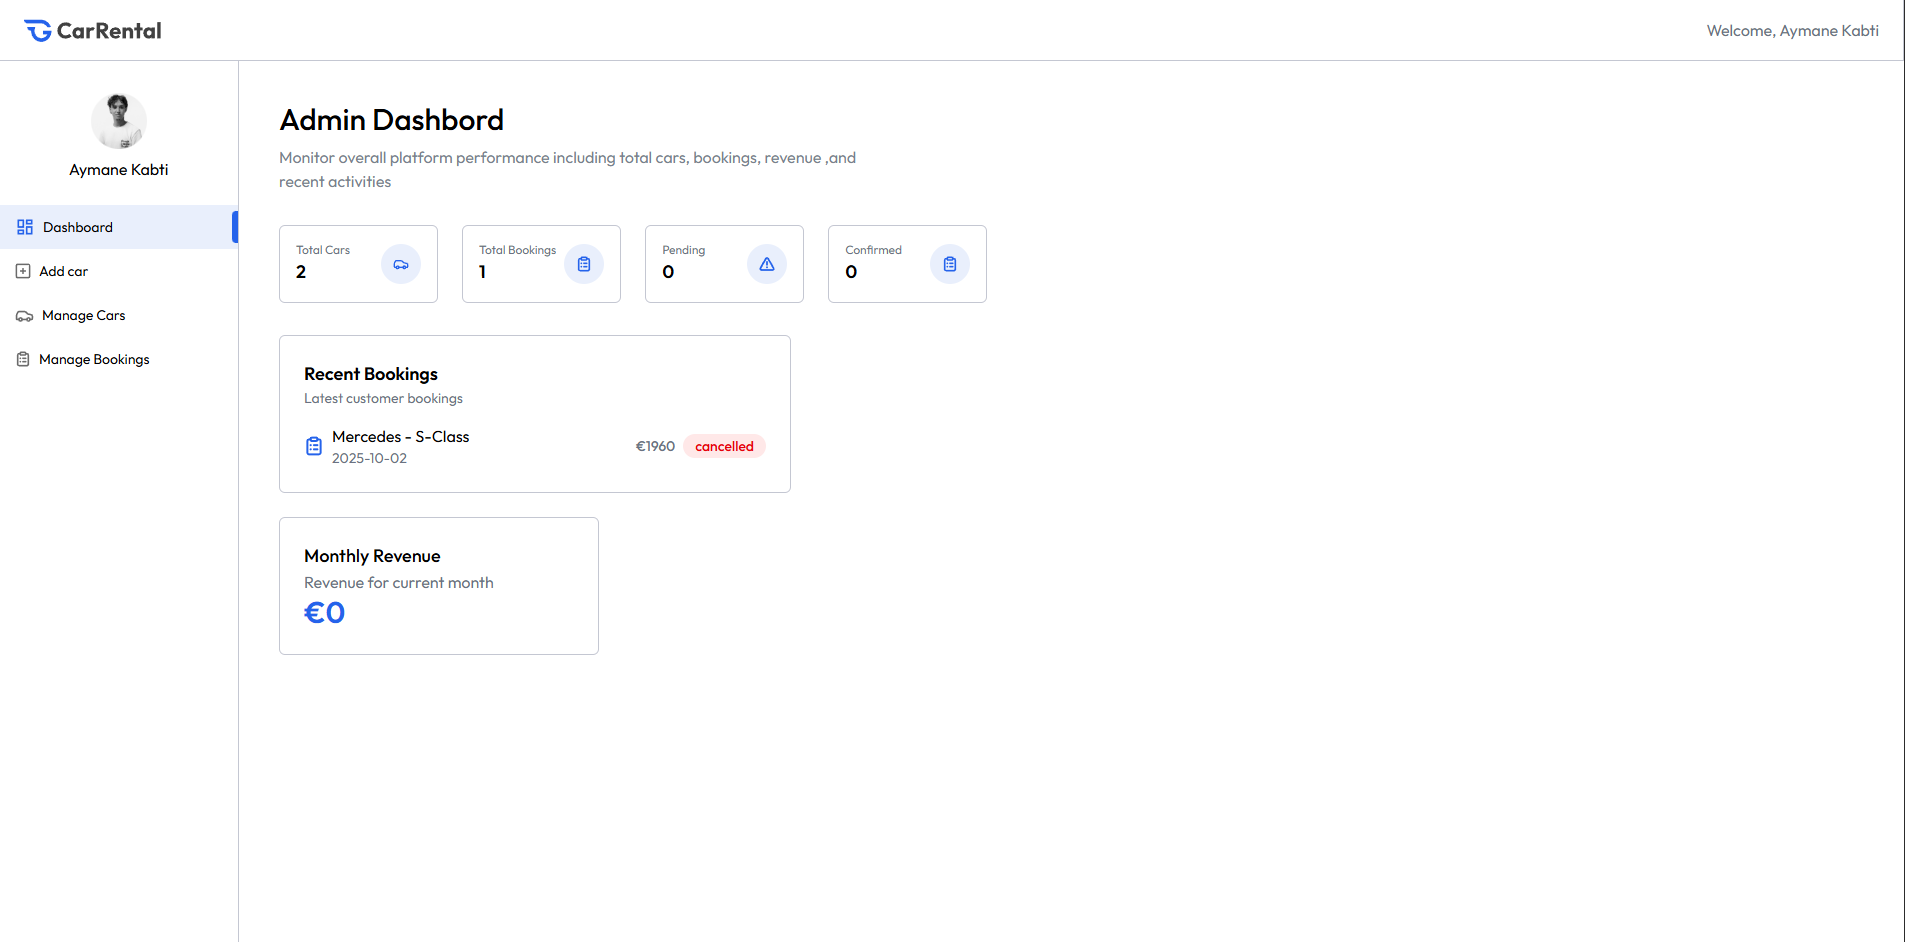 CarRental
Welcome, Aymane Kabti
Aymane Kabti
Dashboard
Add car
Manage Cars
Manage Bookings
Admin Dashbord
Monitor overall platform performance including total cars, bookings, revenue ,and
recent activities
Total Cars
2
Total Bookings
1
Pending
0
Confirmed
0
Recent Bookings
Latest customer bookings
Mercedes - S-Class
2025-10-02
€1960
cancelled
Monthly Revenue
Revenue for current month
€0